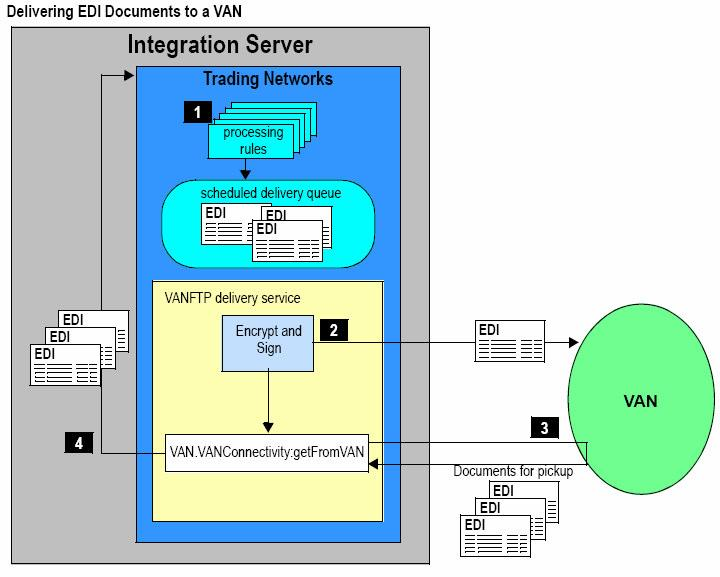 Delivering EDI Documents to a VAN
Integration Server
Trading Networks
1
processing
rules
scheduled delivery queue
EDI
EDI
EDI
VANFTP delivery service
Encrypt and
Sign
2
EDI
VAN
EDI
EDI
EDI
3
4
VAN.VANConnectivity:getFromVAN
Documents for pickup
EDI
EDI
EDI